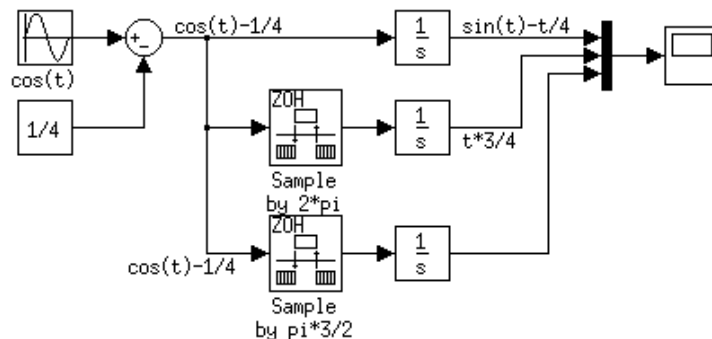 cos(t)-1/4
sin(t)-t/4
+
-
1
s
cos(t)
1/4
ZOH
1
s
t*3/4
Sample
by 2*pi
ZOH
1
s
cos(t)-1/4
Sample
by pi*3/2